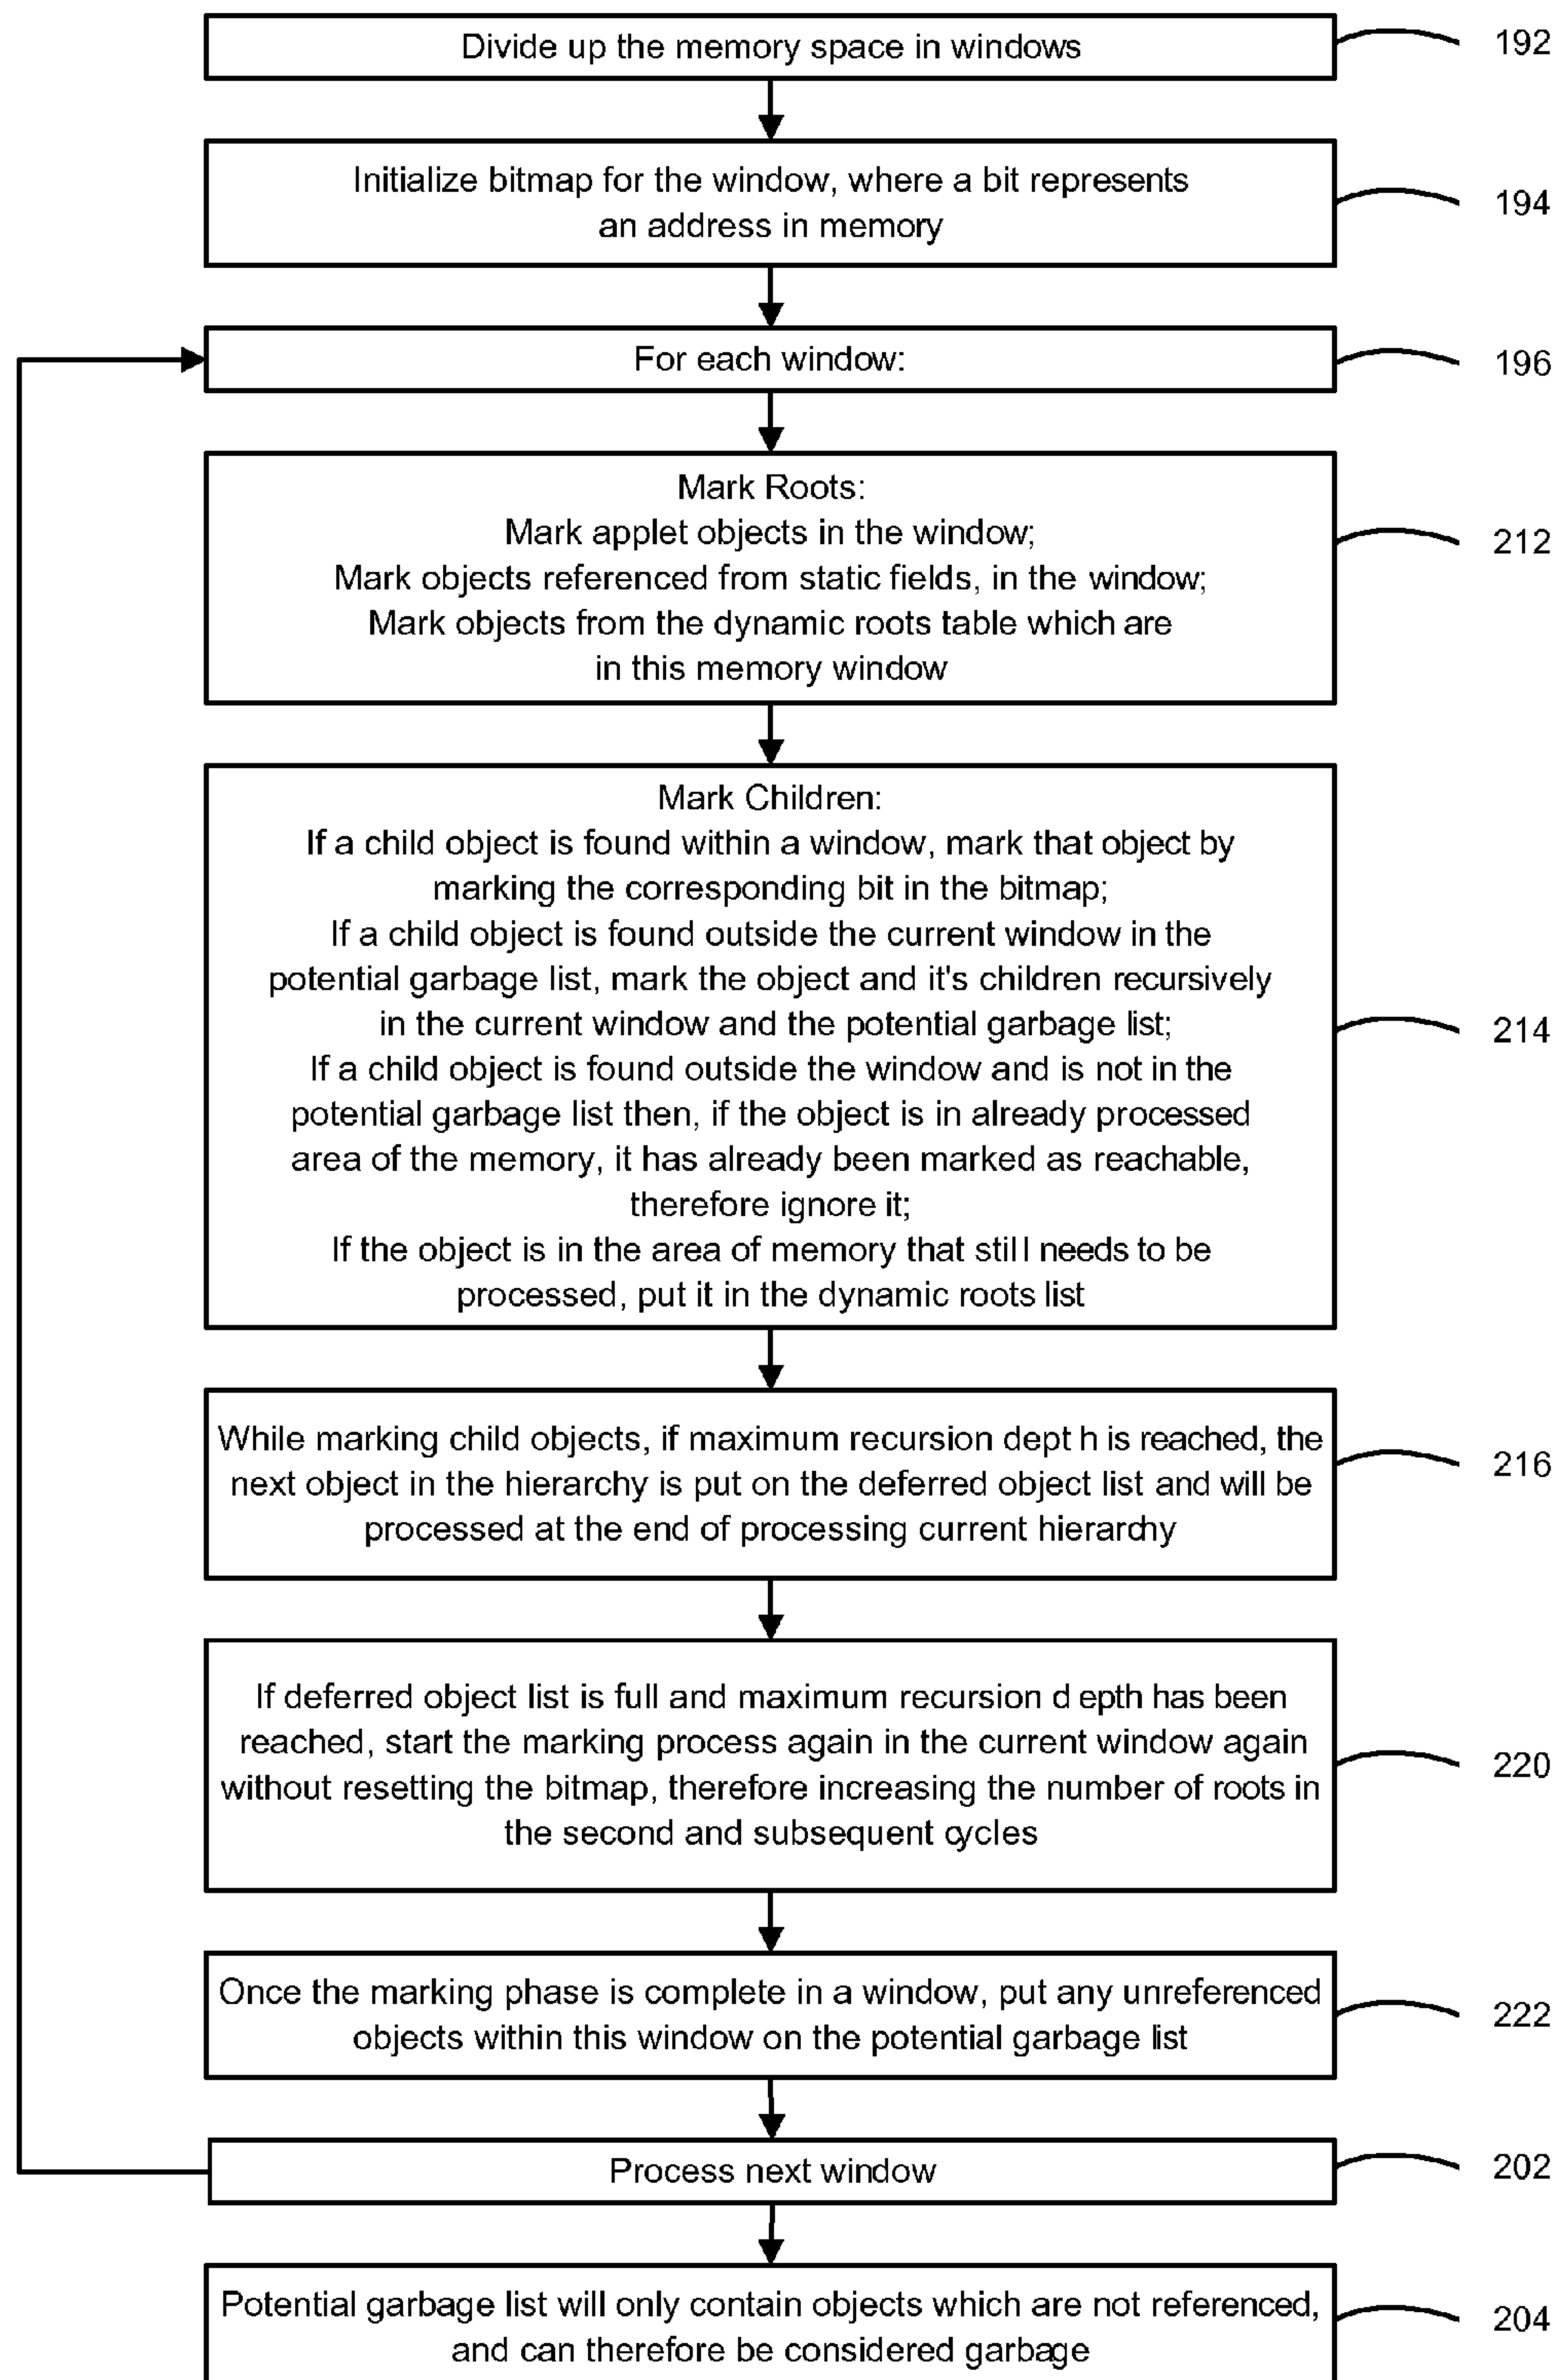 Divide up the memory space in windows
192
Initialize bitmap for the window, where a bit represents
an address in memory
194
For each window:
196
Mark Roots:
Mark applet objects in the window;
Mark objects referenced from static fields, in the window;
Mark objects from the dynamic roots table which are
in this memory window
212
Mark Children:
If a child object is found within a window, mark that object by
marking the corresponding bit in the bitmap;
If a child object is found outside the current window in the
potential garbage list, mark the object and it's children recursively
in the current window and the potential garbage list;
If a child object is found outside the window and is not in the
potential garbage list then, if the object is in already processed
area of the memory, it has already been marked as reachable,
therefore ignore it;
If the object is in the area of memory that still needs to be
processed, put it in the dynamic roots list
214
While marking child objects, if maximum recursion depth is reached, the
next object in the hierarchy is put on the deferred object list and will be
processed at the end of processing current hierarchy
216
If deferred object list is full and maximum recursion depth has been
reached, start the marking process again in the current window again
without resetting the bitmap, therefore increasing the number of roots in
the second and subsequent cycles
220
Once the marking phase is complete in a window, put any unreferenced
objects within this window on the potential garbage list
222
Process next window
202
Potential garbage list will only contain objects which are not referenced,
and can therefore be considered garbage
204